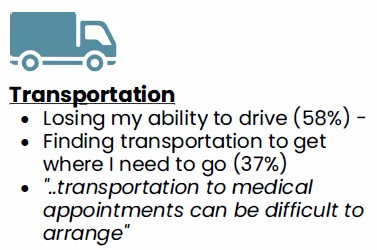 Transportation
• Losing my ability to drive (58%) -
• Finding transportation to get
where I need to go (37%)
• "..transportation to medical
appointments can be difficult to
arrange"